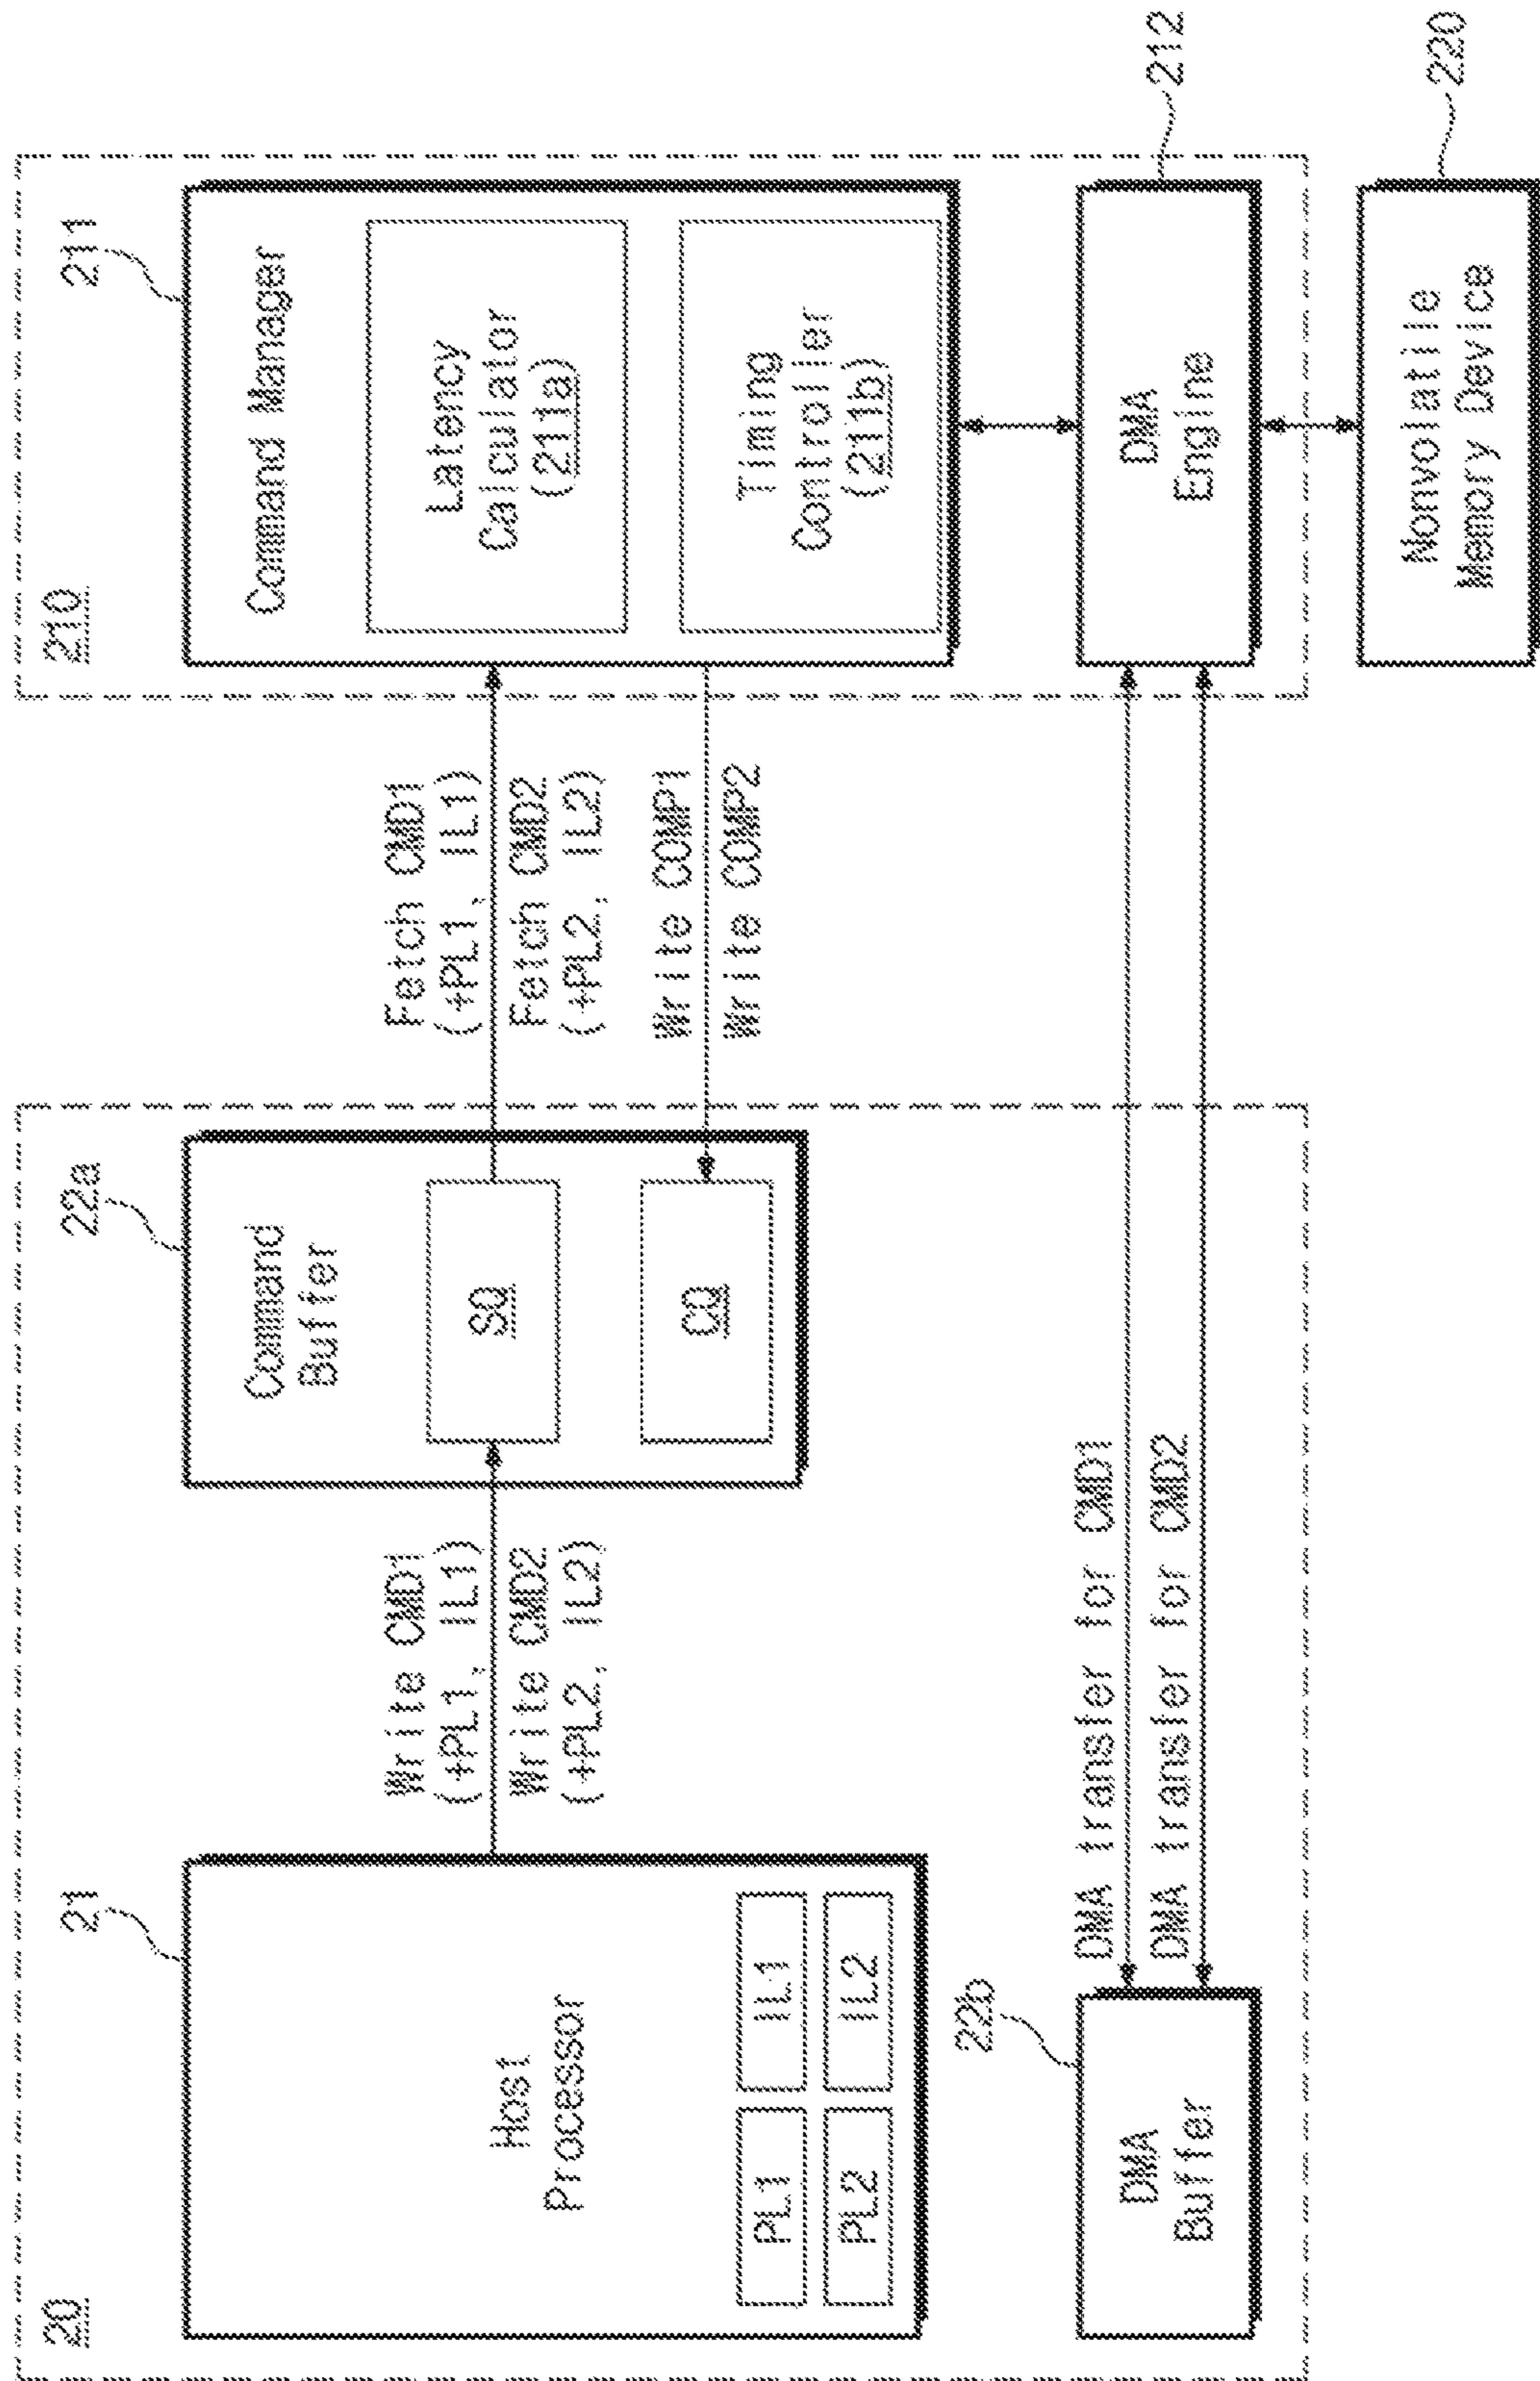 20
21
Host
Processor
PL1
IL1
PL2
IL2
Write CMD1
(+PL1, IL1)
Write CMD2
(+PL2, IL2)
22a
Command
Buffer
SQ
CQ
Fetch CMD1
(+PL1, IL1)
Fetch CMD2
(+PL2, IL2)
Write COMP1
Write COMP2
210
211
Command Manager
Latency
Calculator
(211a)
Timing
Controller
(211b)
22b
DMA
Buffer
DMA transfer for CMD1
DMA transfer for CMD2
DMA
Engine
212
Nonvolatile
Memory Device
220